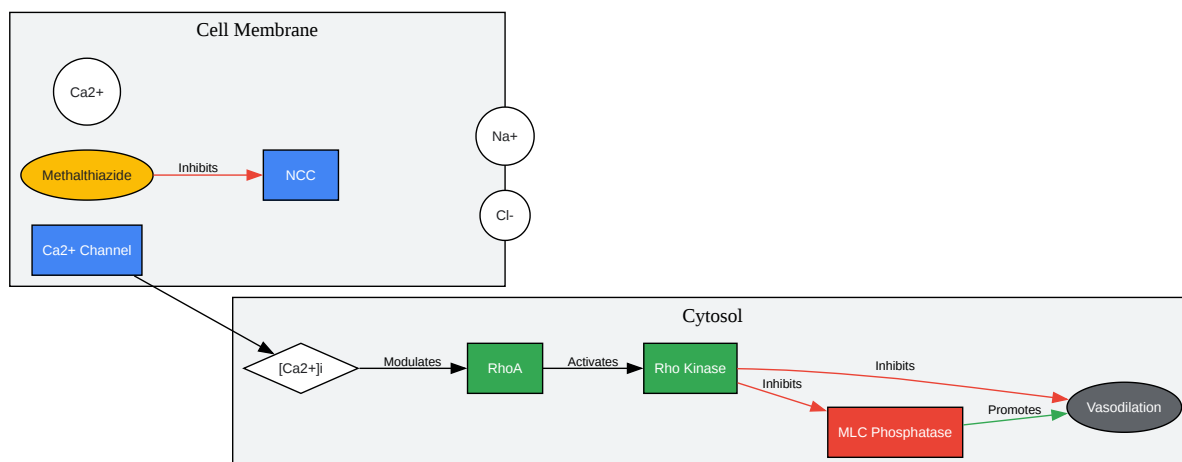 Cell Membrane
Ca2+
Na+
Methalthiazide
Inhibits
NCC
Cl-
Ca2+ Channel
Cytosol
[Ca2+]i
Modulates
RhoA
Activates
Rho Kinase
Inhibits
Inhibits
MLC Phosphatase
Promotes
Vasodilation